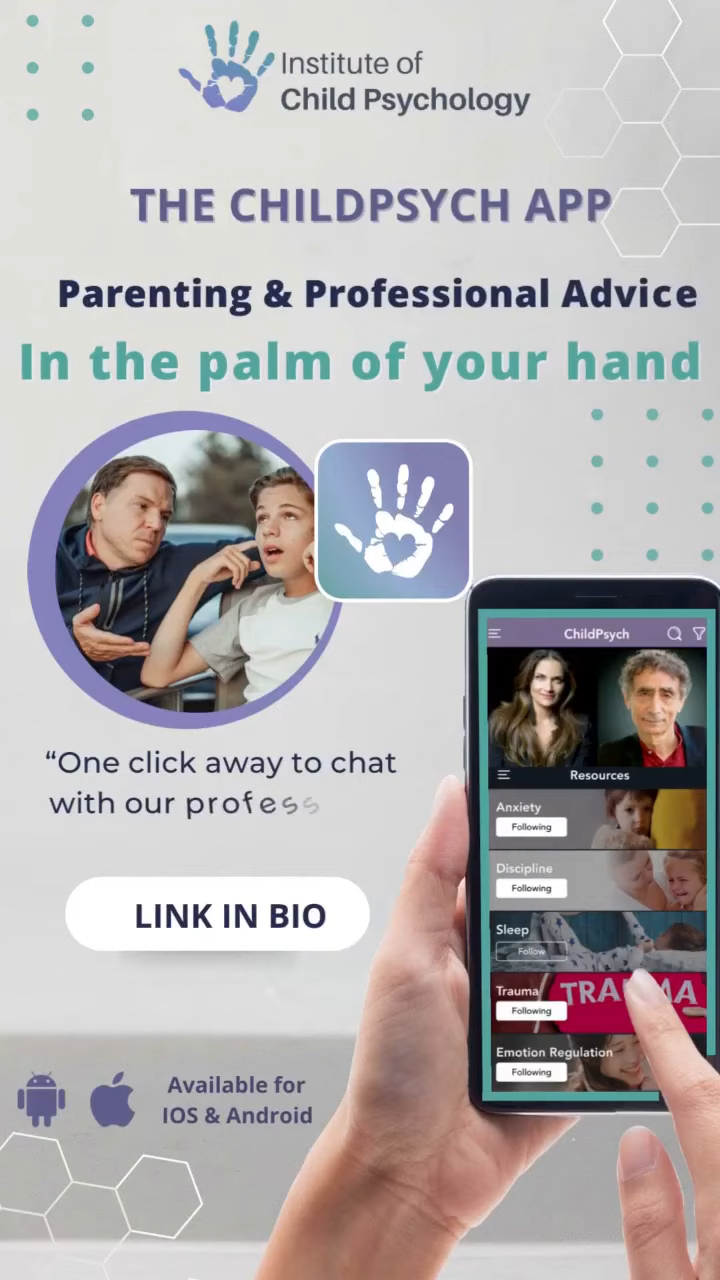 Institute of
Child Psychology
THE CHILDPSYCH APP
Parenting & Professional Advice
In the palm of your hand
“One click away to chat
with our profess
LINK IN BIO
Available for
IOS & Android
ChildPsych
Resources
Anxiety
Following
Discipline
Following
Sleep
Follow
Trauma
Following
Emotion Regulation
Following